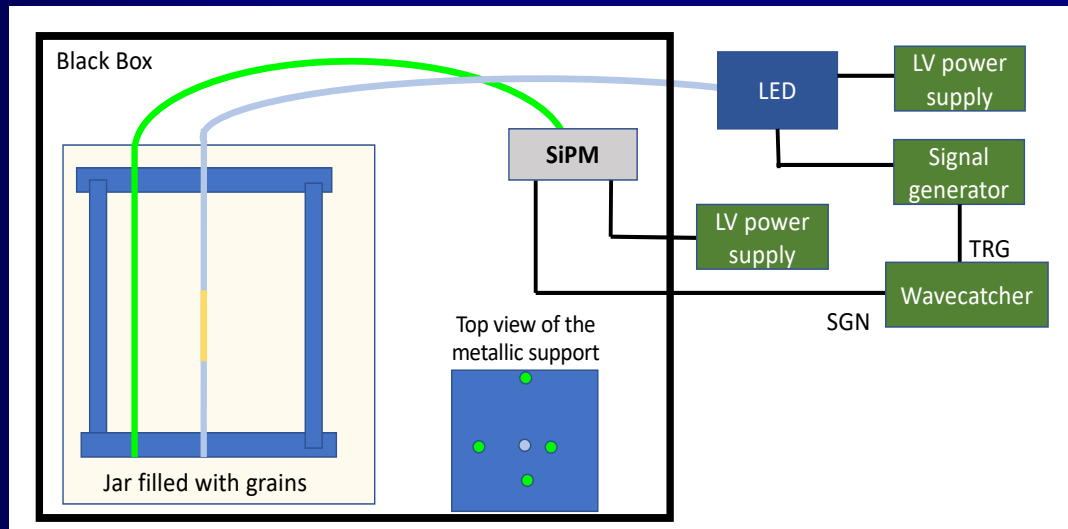 Black Box
LED
LV power
supply
SiPM
Signal
generator
LV power
supply
TRG
Wavecatcher
SGN
Top view of the
metallic support
Jar filled with grains